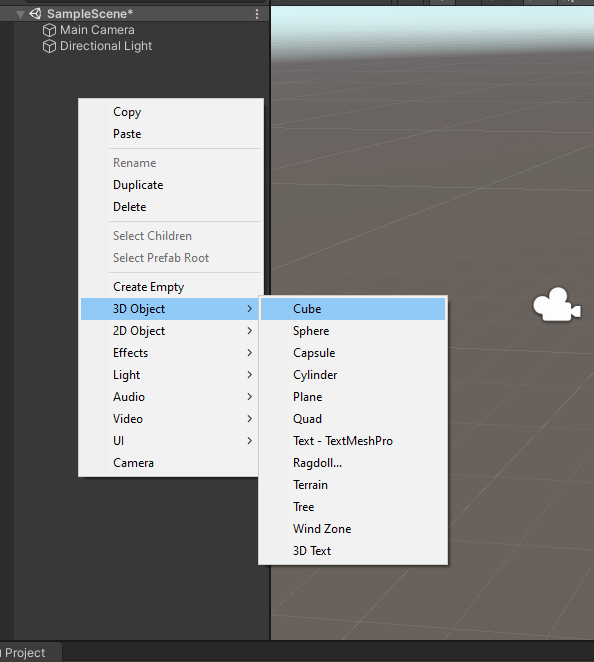 SampleScene*
Main Camera
Directional Light
Copy
Paste
Rename
Duplicate
Delete
Select Children
Select Prefab Root
Create Empty
3D Object
2D Object
Effects
Light
Audio
Video
UI
Camera
Cube
Sphere
Capsule
Cylinder
Plane
Quad
Text - TextMeshPro
Ragdoll...
Terrain
Tree
Wind Zone
3D Text
Project